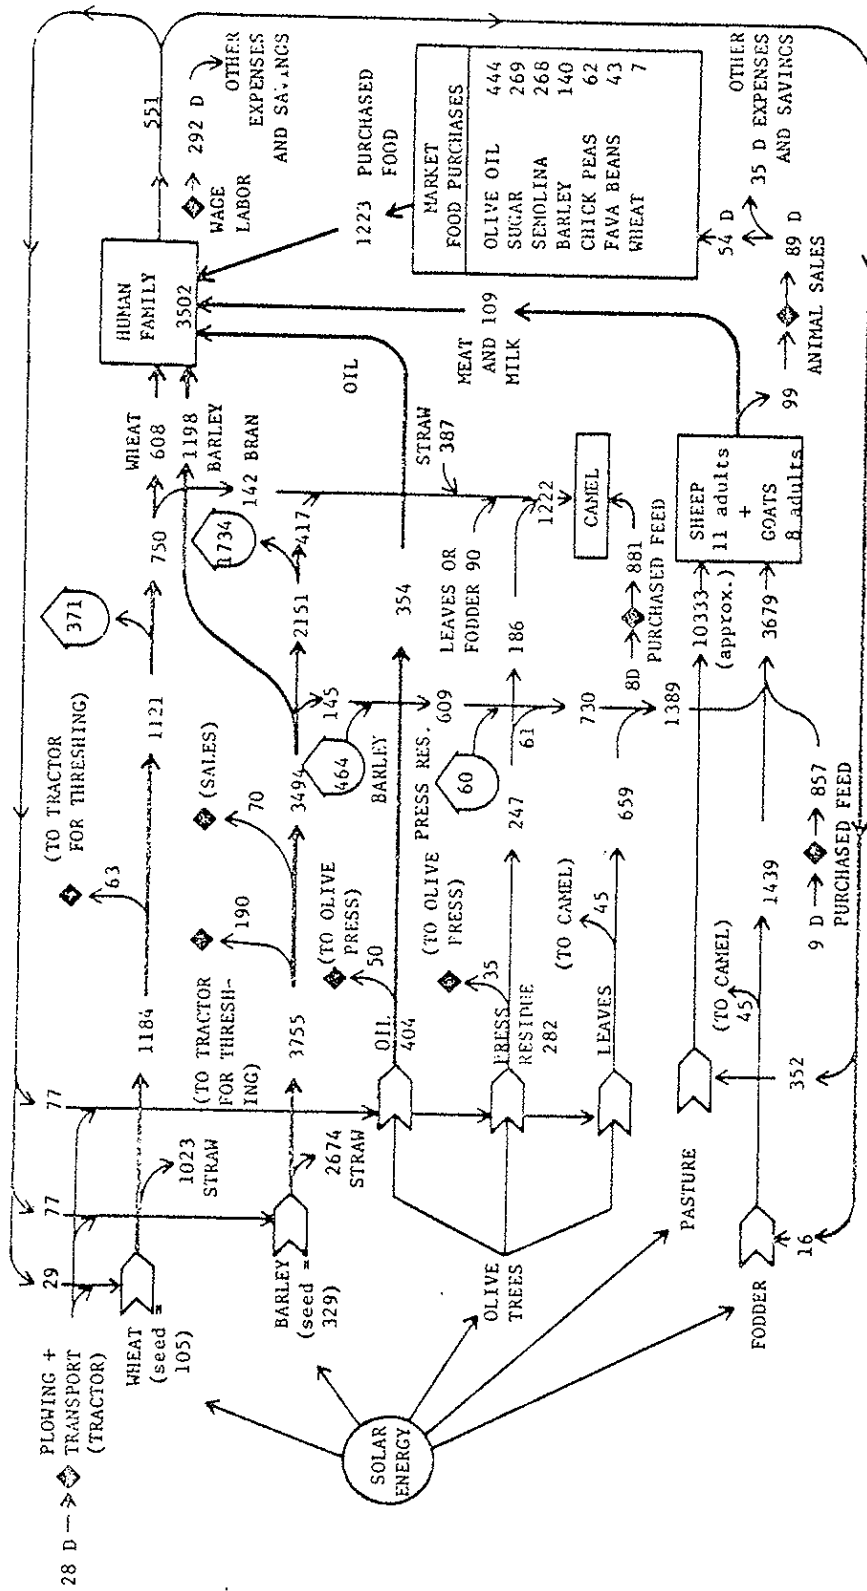 28 D
PLOWING +
TRANSPORT
(TRACTOR)
29
77
77
WHEAT
(seed =
105)
1023
STRAW
1184
63
(TO TRACTOR
FOR THRESHING)
1121
371
750
WHEAT
608
BARLEY
(seed =
329)
2674
STRAW
3755
(TO TRACTOR
FOR THRESH-
ING)
190
70
(SALES)
3494
1198
BARLEY
142 BRAN
2151
1734
417
145
464
BARLEY
SOLAR
ENERGY
OLIVE
TREES
OIL
404
50
(TO OLIVE
PRESS)
354
OIL
PRESS
RESIDUE
282
35
(TO OLIVE
PRESS)
247
PRESS RES.
609
60
61
186
LEAVES OR
FODDER 90
STRAW
387
1222
CAMEL
LEAVES
(TO CAMEL)
45
659
730
8D
881
PURCHASED FEED
1389
PASTURE
10333
(approx.)
FODDER
16
352
(TO CAMEL)
45
1439
9 D
857
PURCHASED FEED
3679
SHEEP
11 adults
+
GOATS
8 adults
99
89 D
ANIMAL SALES
54 D
35 D
OTHER
EXPENSES
AND SAVINGS
MEAT
AND
MILK
109
HUMAN
FAMILY
3502
551
WAGE
LABOR
292 D
OTHER
EXPENSES
AND SAVINGS
1223
PURCHASED
FOOD
MARKET
FOOD PURCHASES
OLIVE OIL 444
SUGAR 269
SEMOLINA 268
BARLEY 140
CHICK PEAS 62
FAVA BEANS 43
WHEAT 7